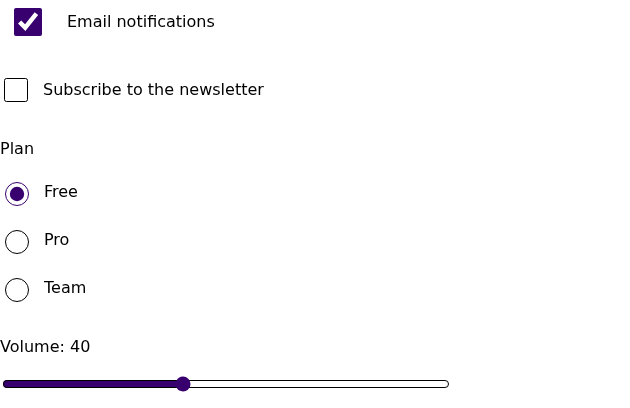 Email notifications
Subscribe to the newsletter
Plan
Free
Pro
Team
Volume: 40